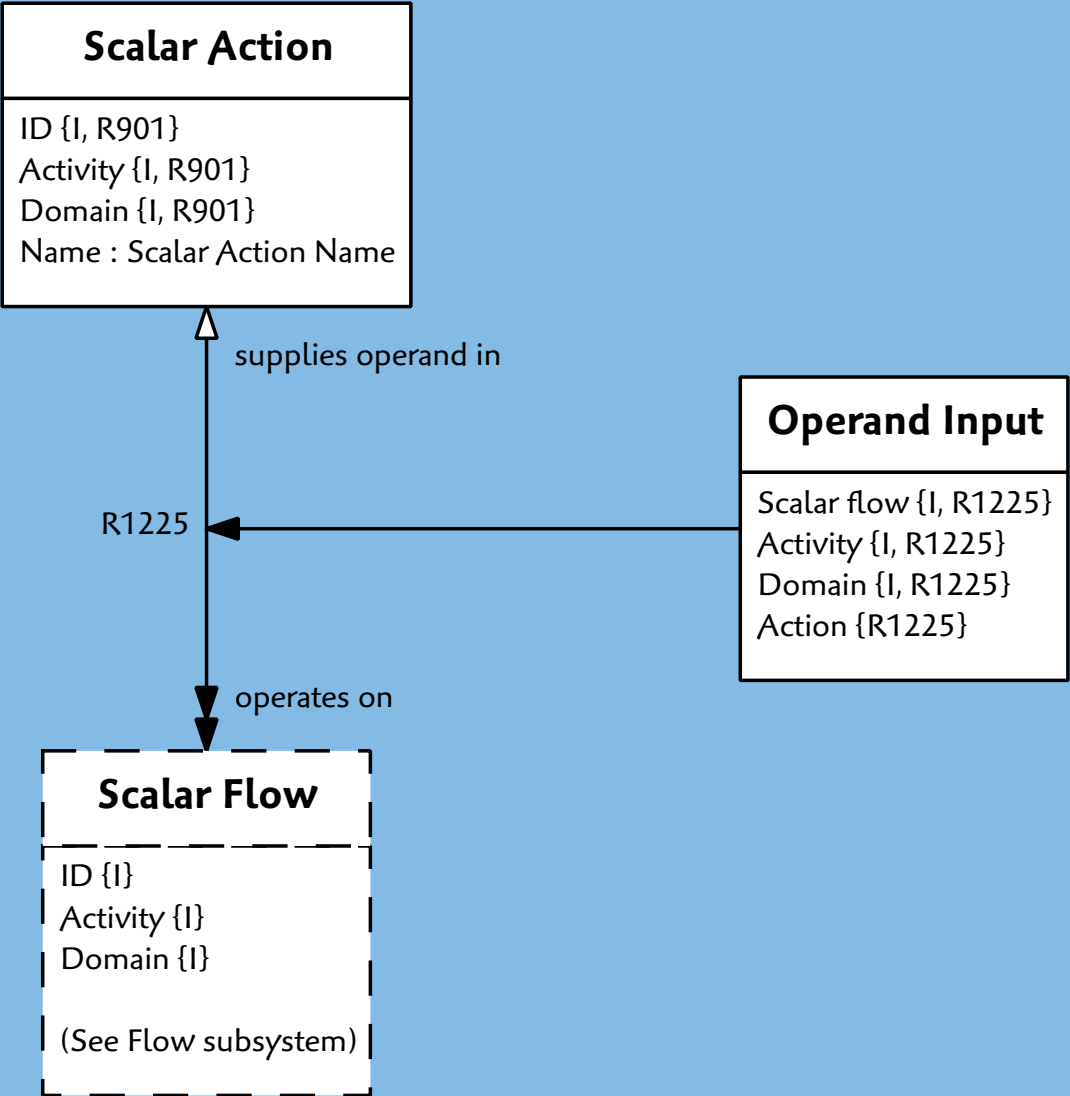 Scalar Action
ID {I, R901}
Activity {I, R901}
Domain {I, R901}
Name : Scalar Action Name
supplies operand in
Operand Input
Scalar flow {I, R1225}
Activity {I, R1225}
Domain {I, R1225}
Action {R1225}
R1225
operates on
Scalar Flow
ID {I}
Activity {I}
Domain {I}
(See Flow subsystem)